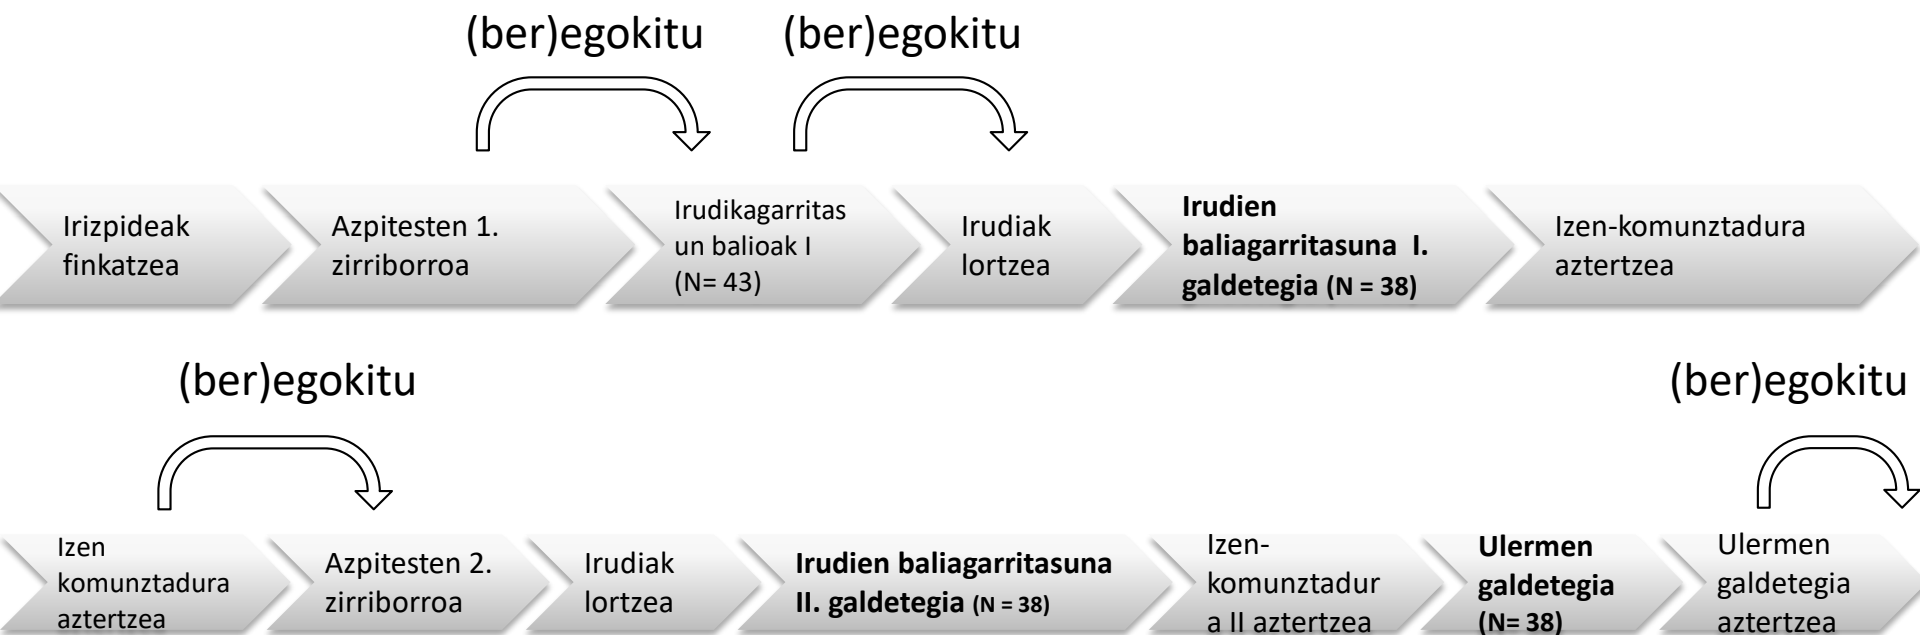 (ber)egokitu
(ber)egokitu
Irizpideak
finkatzea
Azpitesten 1.
zirriborroa
Irudikagarritas
un balioak I
(N= 43)
Irudiak
lortzea
Irudien
baliagarritasuna I.
galdetegia (N = 38)
Izen-komunztadura
aztertzea
(ber)egokitu
(ber)egokitu
Izen
komunztadura
aztertzea
Azpitesten 2.
zirriborroa
Irudiak
lortzea
Irudien baliagarritasuna
II. galdetegia (N = 38)
Izen-
komunztadur
a II aztertzea
Ulermen
galdetegia
(N= 38)
Ulermen
galdetegia
aztertzea